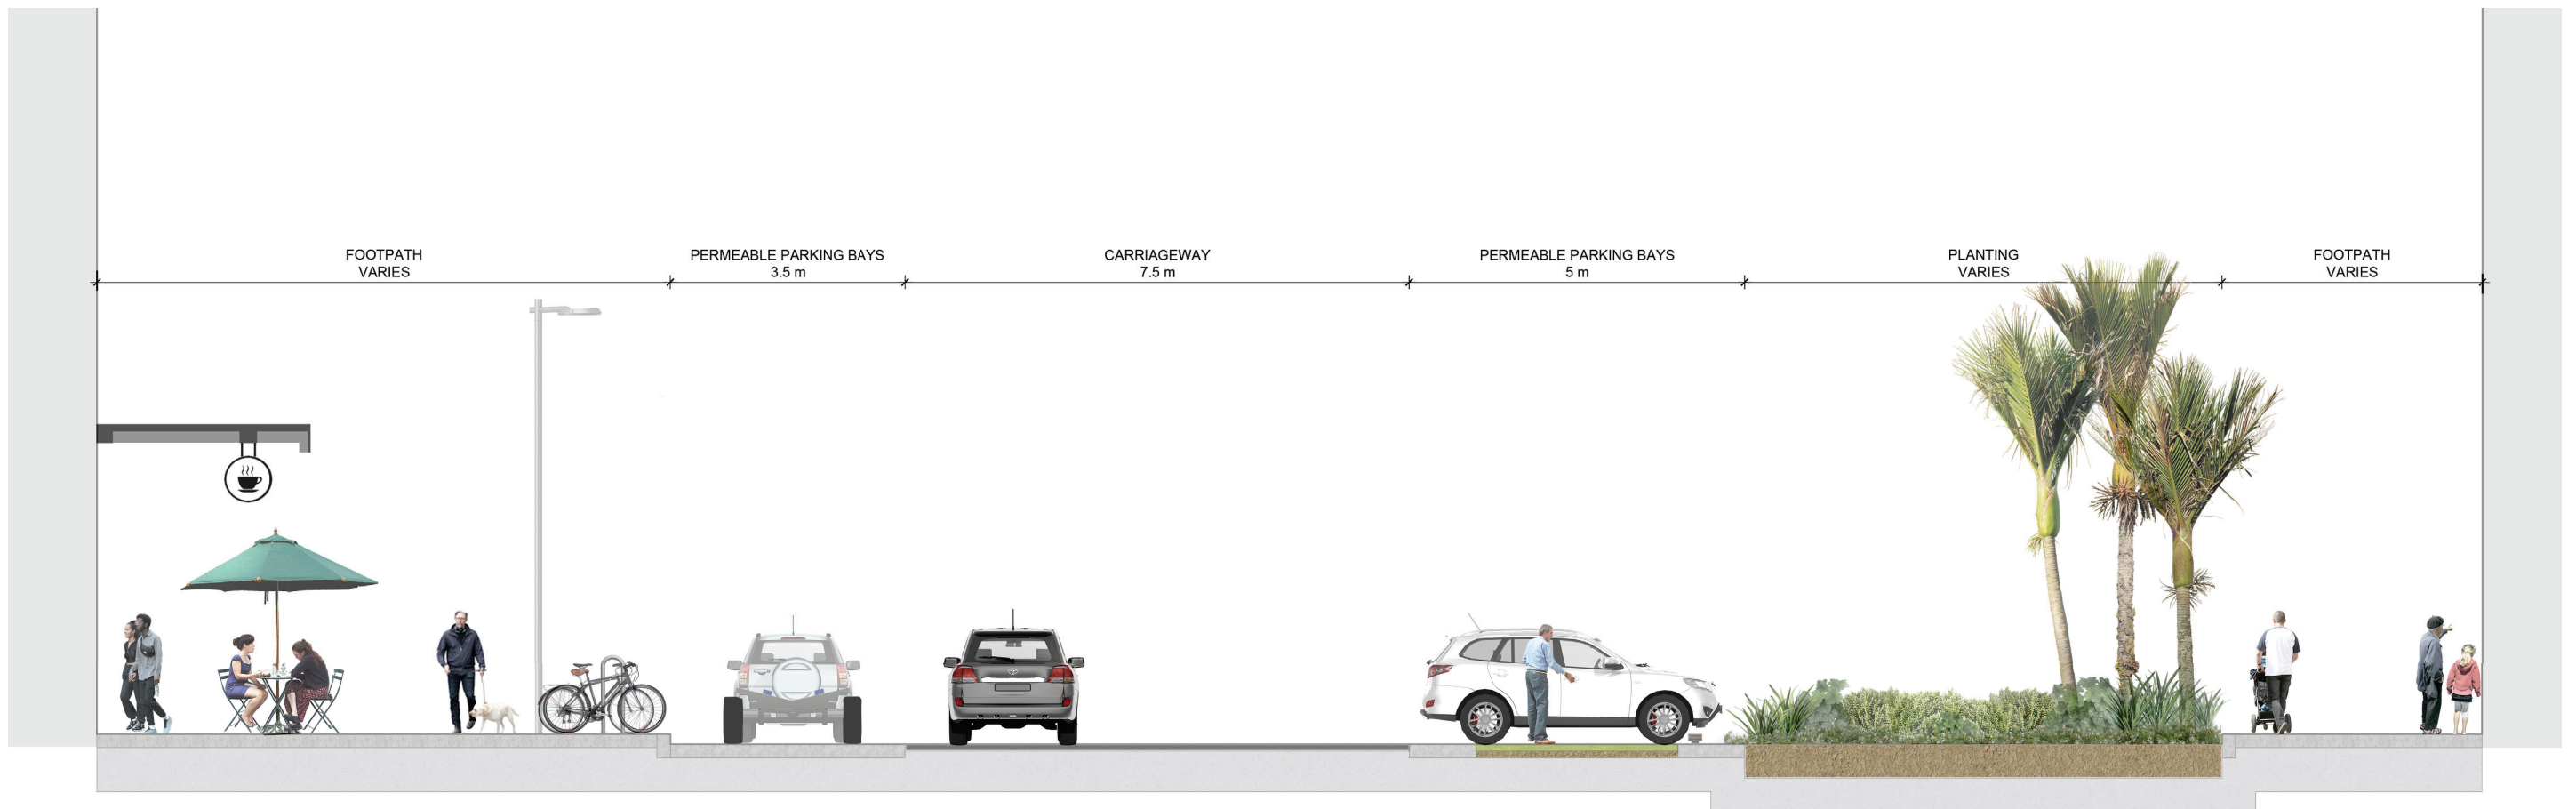 FOOTPATH
VARIES
PERMEABLE PARKING BAYS
3.5 m
CARRIAGEWAY
7.5 m
PERMEABLE PARKING BAYS
5 m
PLANTING
VARIES
FOOTPATH
VARIES